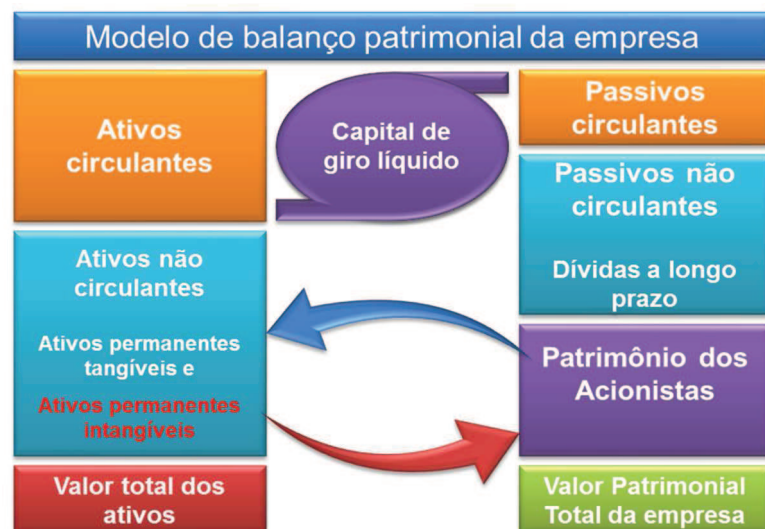 Modelo de balanço patrimonial da empresa
Ativos
circulantes
Capital de
giro líquido
Passivos
circulantes
Passivos não
circulantes
Dívidas a longo
prazo
Ativos não
circulantes
Ativos permanentes
tangíveis e
Ativos permanentes
intangíveis
Patrimônio dos
Acionistas
Valor total dos
ativos
Valor Patrimonial
Total da empresa